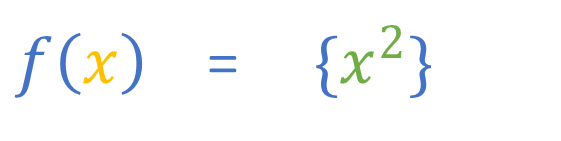 f(x) = {x²}